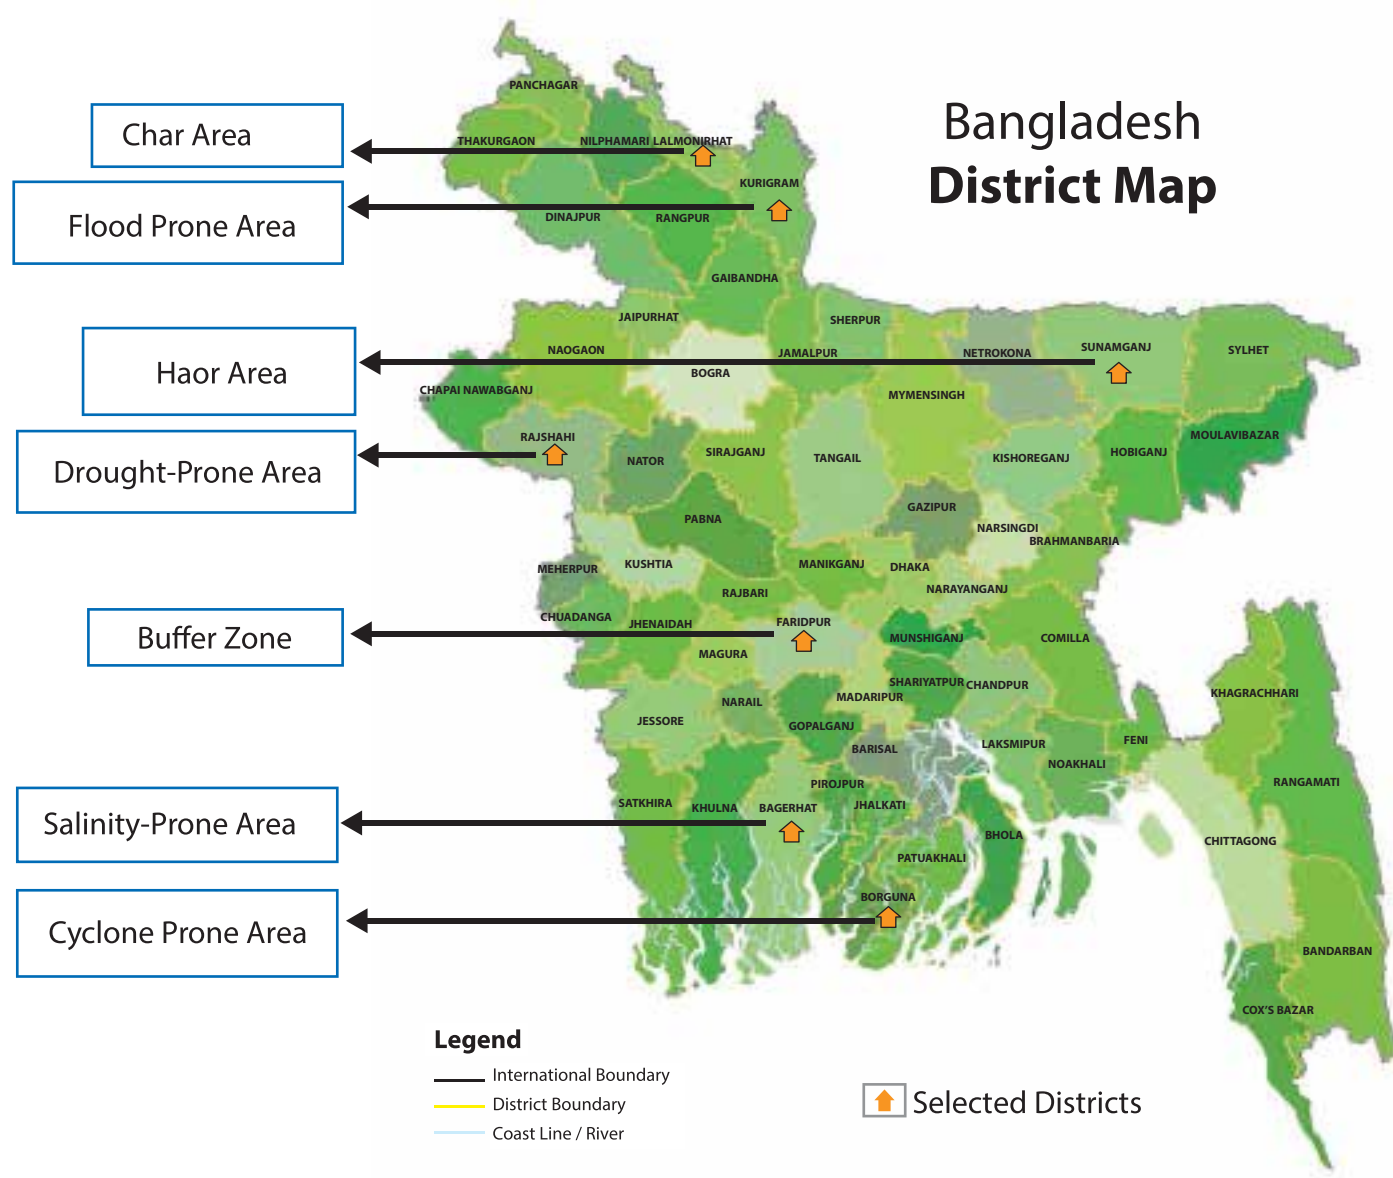 Bangladesh
District Map
Char Area
Flood Prone Area
Haor Area
Drought-Prone Area
Buffer Zone
Salinity-Prone Area
Cyclone Prone Area
PANCHAGAR
THAKURGAON
NILPHAMARI
LALMONIRHAT
KURIGRAM
DINAJPUR
RANGPUR
GAIBANDHA
JAIPURHAT
SHERPUR
NAOGAON
BOGRA
JAMALPUR
NETROKONA
SUNAMGANJ
SYLHET
CHAPAI NAWABGANJ
MYMENSINGH
RAJSHAHI
NATOR
SIRAJGANJ
TANGAIL
KISHOREGANJ
HOBIGANJ
MOULAVIBAZAR
PABNA
GAZIPUR
NARSINGDI
BRAHMANBARIA
MEHERPUR
KUSHTIA
MANIKGANJ
DHAKA
RAJBARI
NARAYANGANJ
CHUADANGA
JHENAIDAH
FARIDPUR
MUNSHIGANJ
COMILLA
MAGURA
SHARIYATPUR
CHANDPUR
KHAGRACHHARI
NARAIL
MADARIPUR
JESSORE
GOPALGANJ
BARISAL
LAKSMIPUR
FENI
NOAKHALI
PIROJPUR
RANGAMATI
SATKHIRA
KHULNA
BAGERHAT
JHALKATI
BHOLA
CHITTAGONG
PATUAKHALI
BORGUNA
BANDARBAN
COX'S BAZAR
Legend
International Boundary
District Boundary
Coast Line / River
Selected Districts